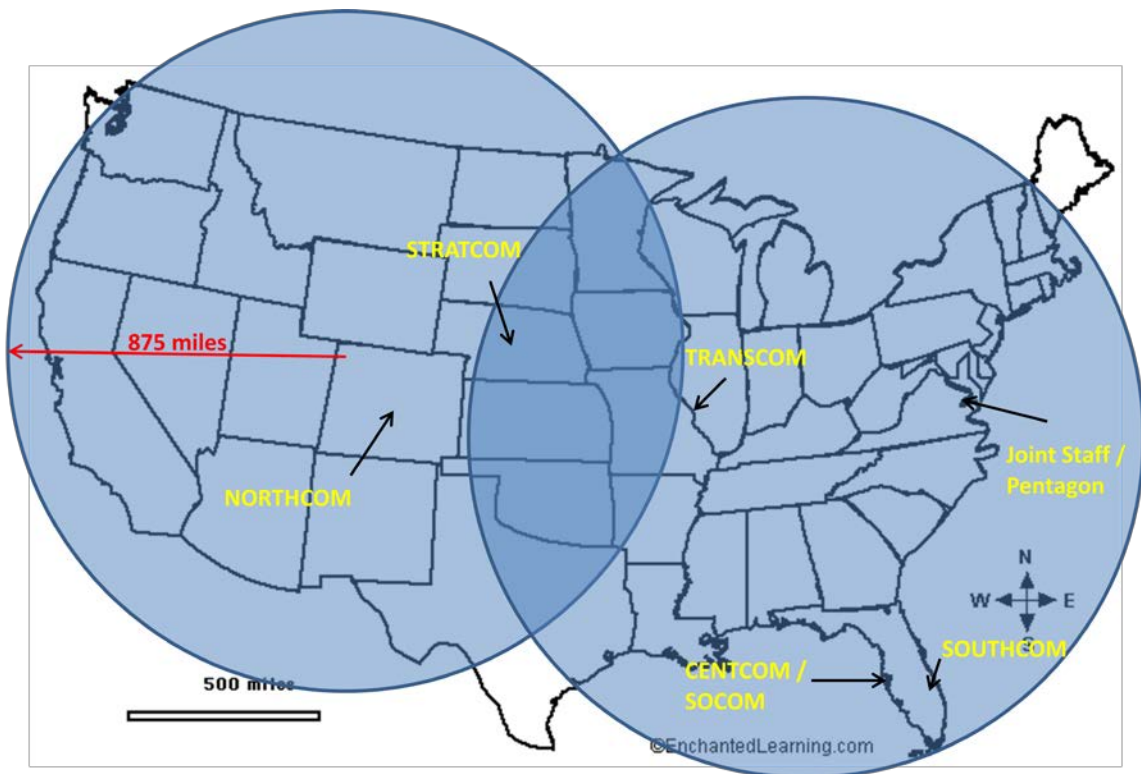 STRATCOM
875 miles
TRANSCOM
NORTHCOM
Joint Staff /
Pentagon
N
W E
S
SOUTHCOM
CENTCOM /
SOCOM
500 miles
©EnchantedLearning.com